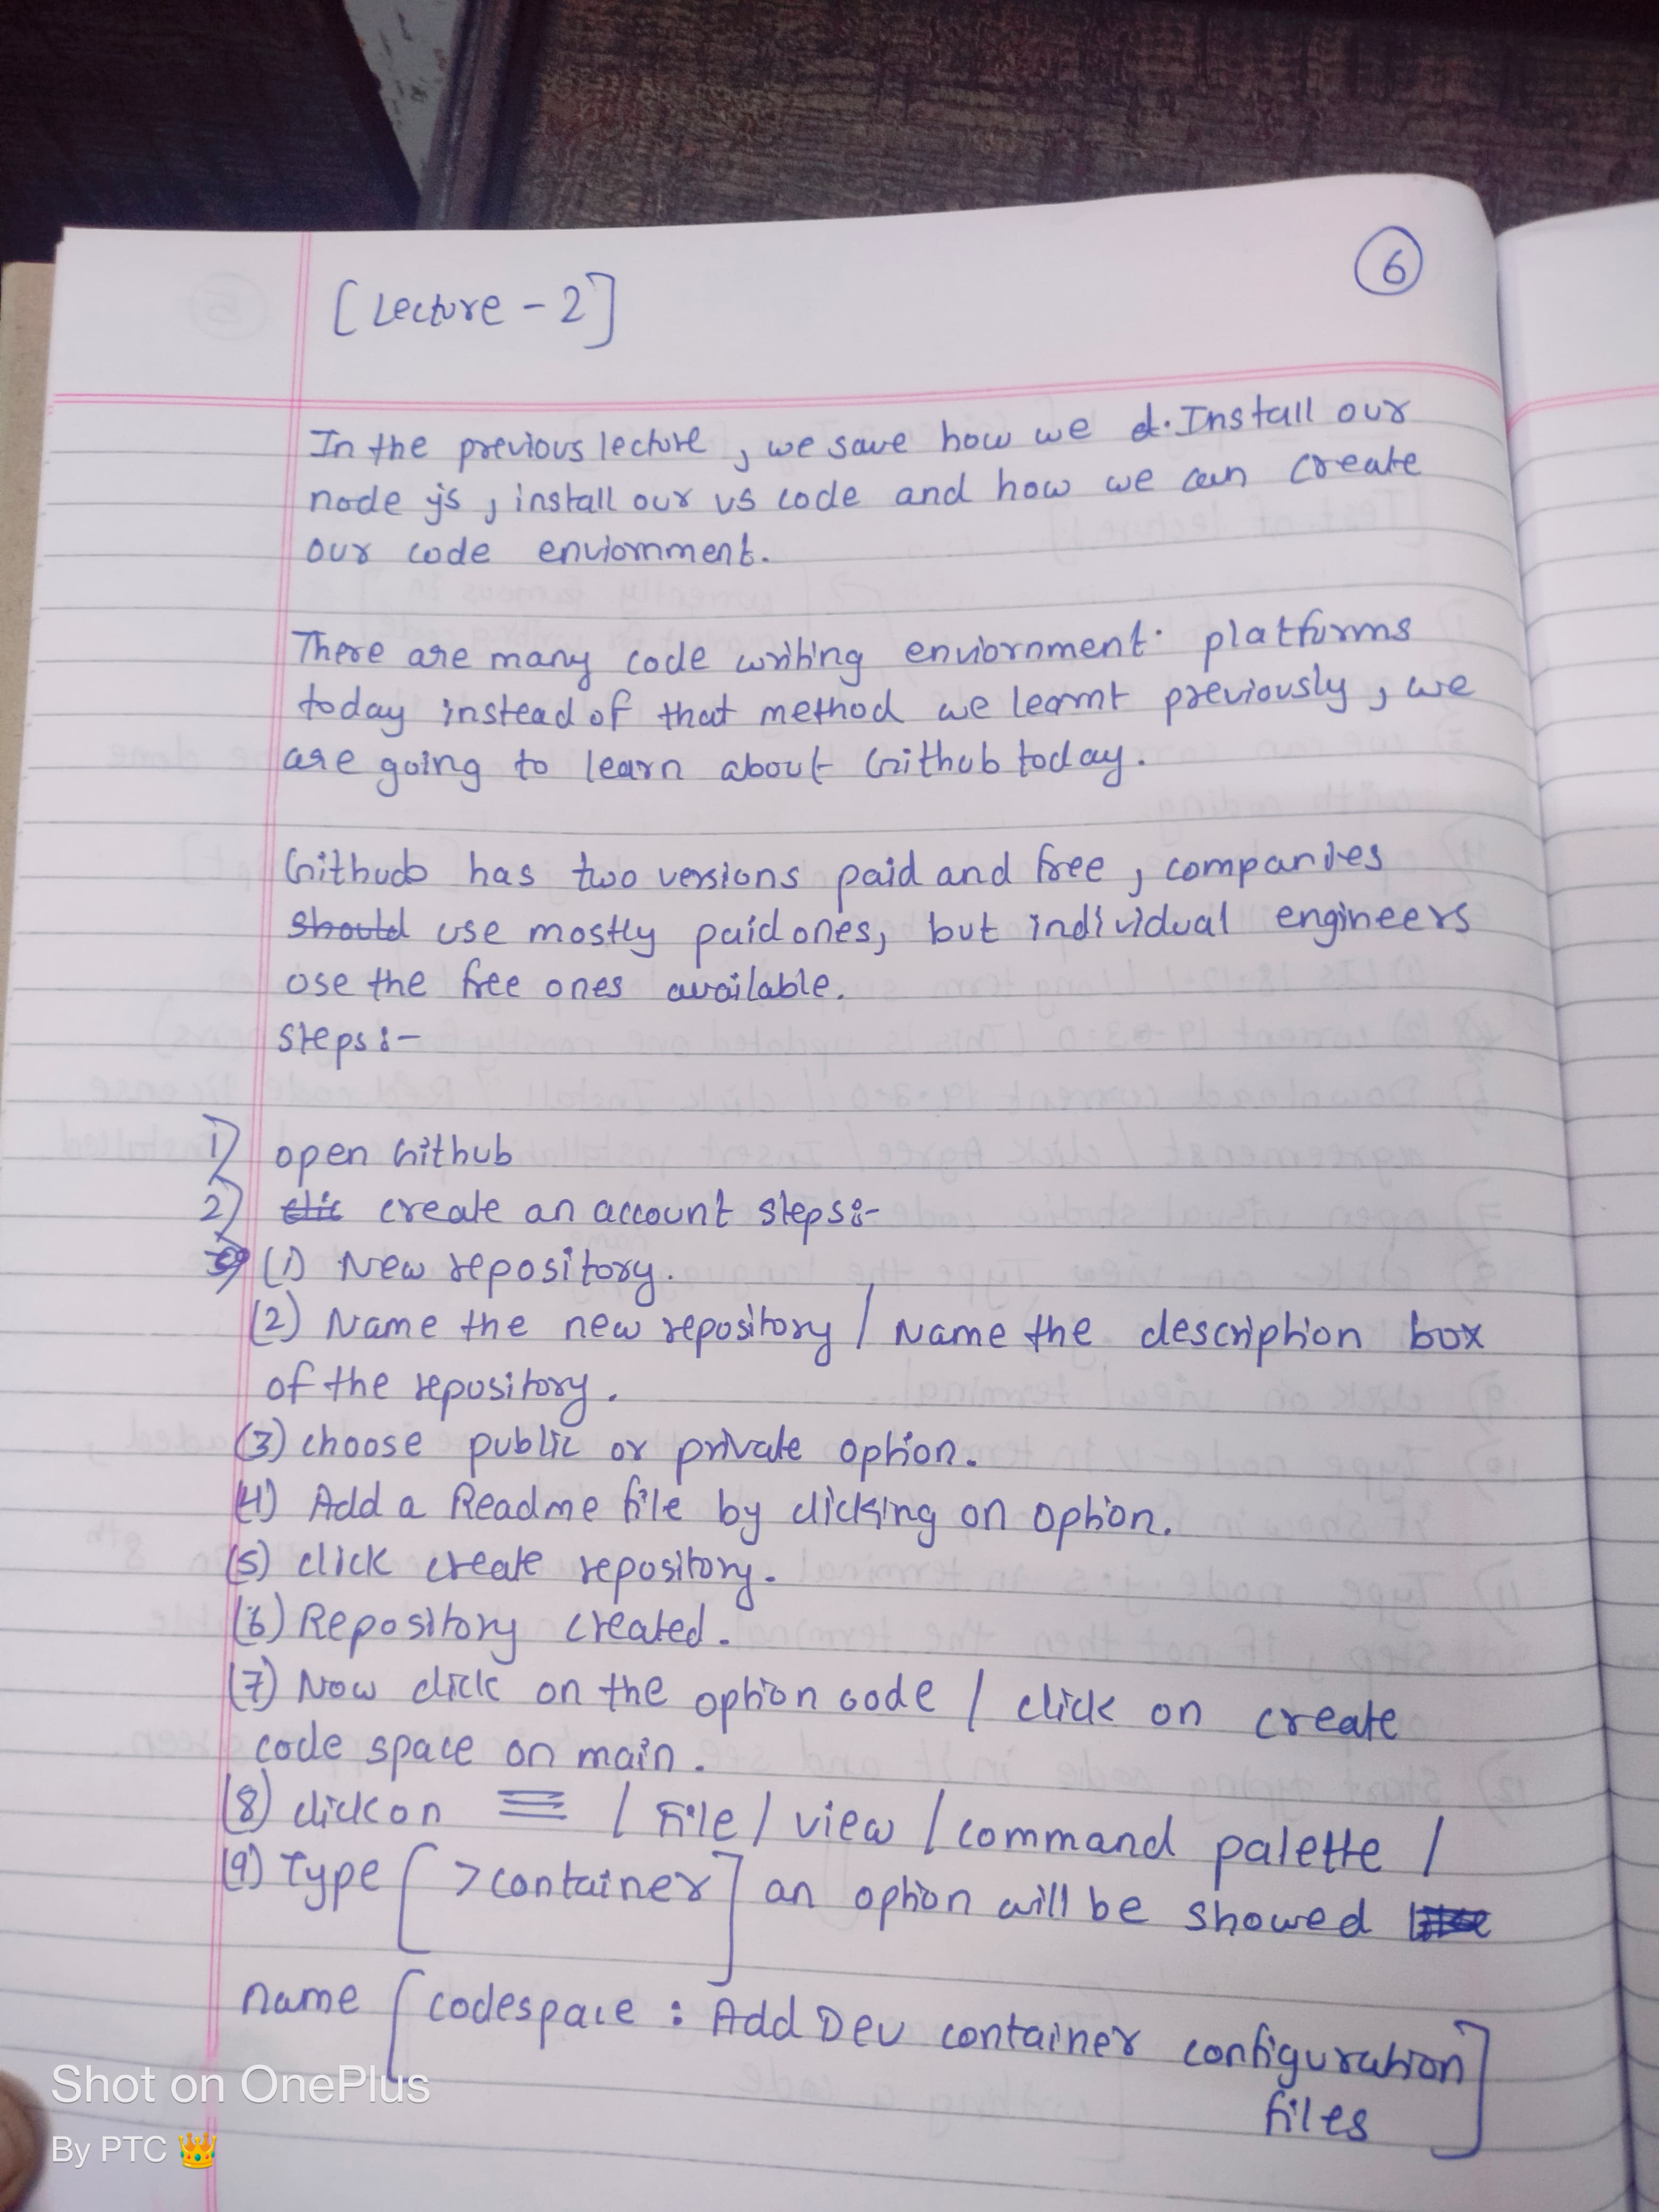 [Lecture - 2]
6
In the previous lecture, we save how we d. Install our
node js, install our vs code and how we can create
our code enviornment.
There are many code writing enviornment. platforms
today instead of that method we learnt previously, we
are going to learn about Github today.
Github has two versions paid and free, companies
should use mostly paid ones, but individual engineers
use the free ones available.
steps:-
1) open Github
2) clic create an account steps:-
(1) New repository.
(2) Name the new repository / Name the description box
of the repository.
(3) choose public or private option.
(4) Add a Readme file by clicking on option.
(5) click create repository.
(6) Repository created.
(7) Now click on the option code / click on create
code space on main.
(8) click on ≡ / File / view / command palette /
(9) Type [>container] an option will be showed
name [codespace : Add Dev container configuration
files]
Shot on OnePlus
By PTC 👑